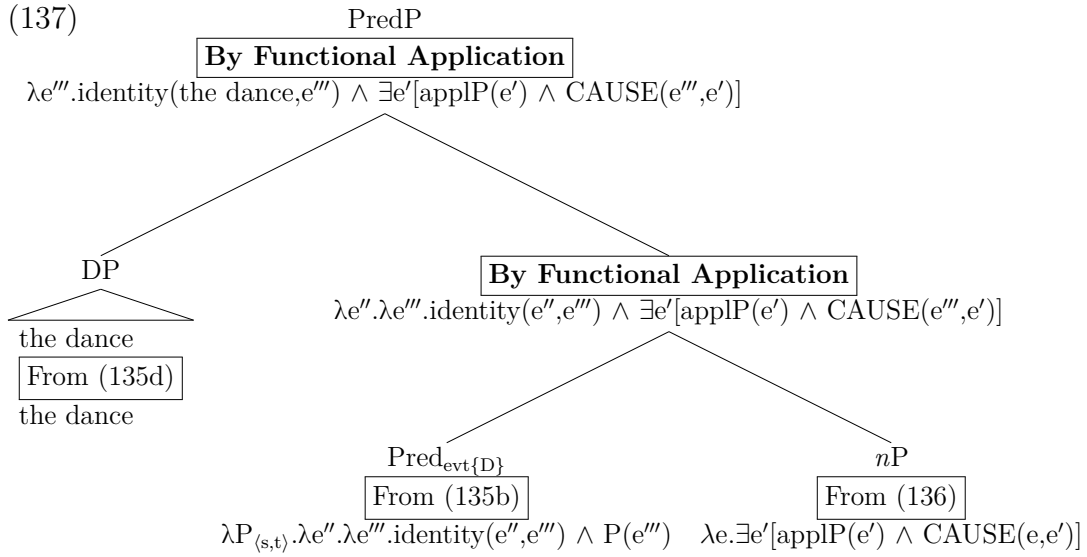 (137)
PredP
By Functional Application
λe‴.identity(the dance,e‴) ∧ ∃e′[applP(e′) ∧ CAUSE(e‴,e′)]
DP
the dance
From (135d)
the dance
By Functional Application
λe″.λe‴.identity(e″,e‴) ∧ ∃e′[applP(e′) ∧ CAUSE(e‴,e′)]
Pred_evt{D}
From (135b)
λP_⟨s,t⟩.λe″.λe‴.identity(e″,e‴) ∧ P(e‴)
nP
From (136)
λe.∃e′[applP(e′) ∧ CAUSE(e,e′)]